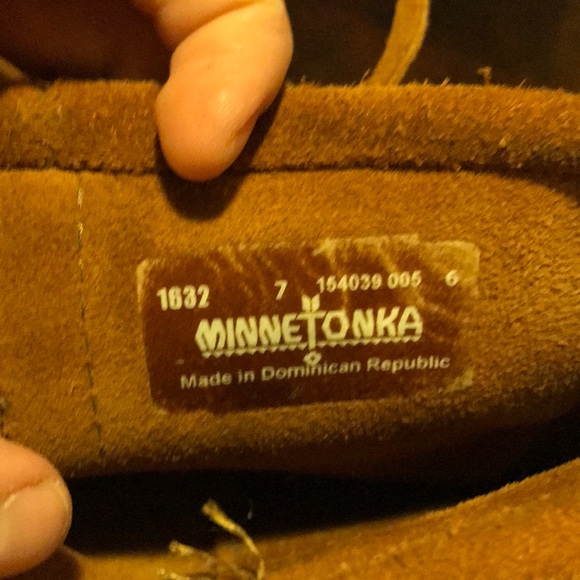 1632 7 154039 005 6
MINNETONKA
Made in Dominican Republic